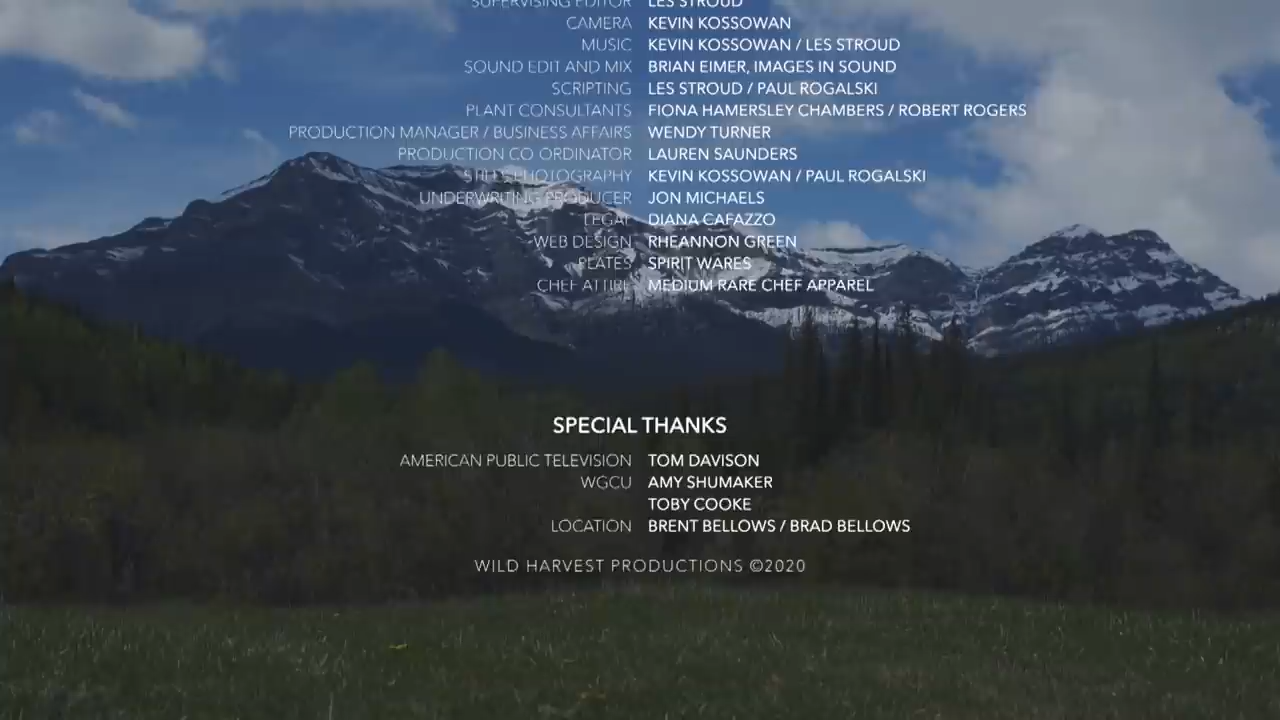 SUPERVISING EDITOR LES STROUD
CAMERA KEVIN KOSSOWAN
MUSIC KEVIN KOSSOWAN / LES STROUD
SOUND EDIT AND MIX BRIAN EIMER, IMAGES IN SOUND
SCRIPTING LES STROUD / PAUL ROGALSKI
PLANT CONSULTANTS FIONA HAMERSLEY CHAMBERS / ROBERT ROGERS
PRODUCTION MANAGER / BUSINESS AFFAIRS WENDY TURNER
PRODUCTION CO ORDINATOR LAUREN SAUNDERS
STILL PHOTOGRAPHY KEVIN KOSSOWAN / PAUL ROGALSKI
UNDERWRITING PRODUCER JON MICHAELS
LEGAL DIANA CAFAZZO
WEB DESIGN RHEANNON GREEN
PLATES SPIRIT WARES
CHEF ATTIRE MEDIUM RARE CHEF APPAREL
SPECIAL THANKS
AMERICAN PUBLIC TELEVISION TOM DAVISON
WGCU AMY SHUMAKER
TOBY COOKE
LOCATION BRENT BELLOWS / BRAD BELLOWS
WILD HARVEST PRODUCTIONS ©2020